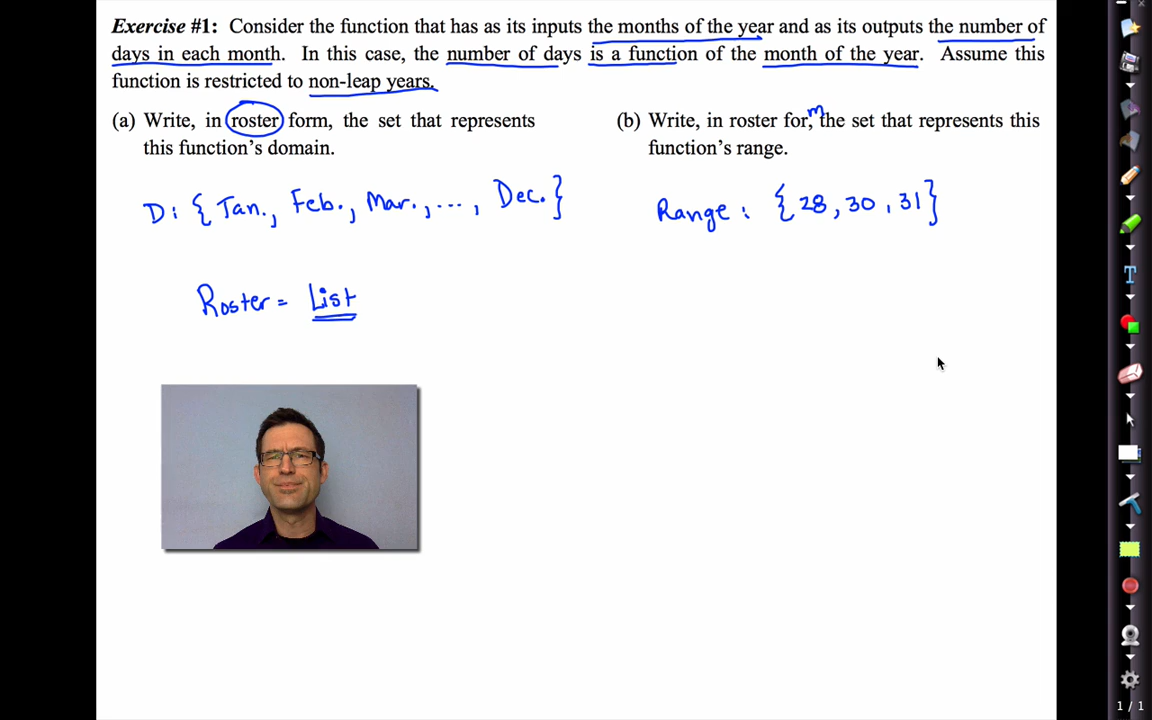 Exercise #1: Consider the function that has as its inputs the months of the year and as its outputs the number of
days in each month. In this case, the number of days is a function of the month of the year. Assume this
function is restricted to non-leap years.
(a) Write, in roster form, the set that represents
this function's domain.
D: { Jan., Feb., Mar., ..., Dec. }
Roster = List
(b) Write, in roster for,m the set that represents this
function's range.
Range: { 28, 30, 31 }
T
1 / 1